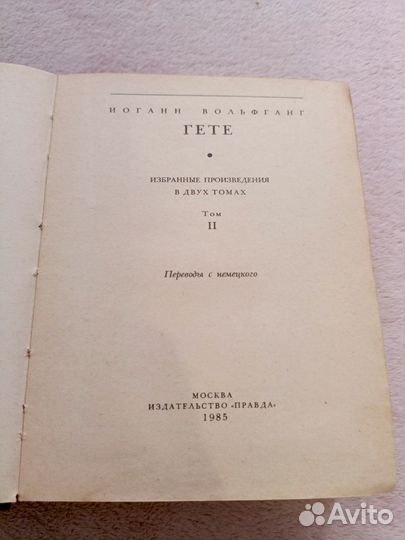 ИОГАНН ВОЛЬФГАНГ
ГЕТЕ
ИЗБРАННЫЕ ПРОИЗВЕДЕНИЯ
В ДВУХ ТОМАХ
Том
II
Переводы с немецкого
МОСКВА
ИЗДАТЕЛЬСТВО «ПРАВДА»
1985
Avito